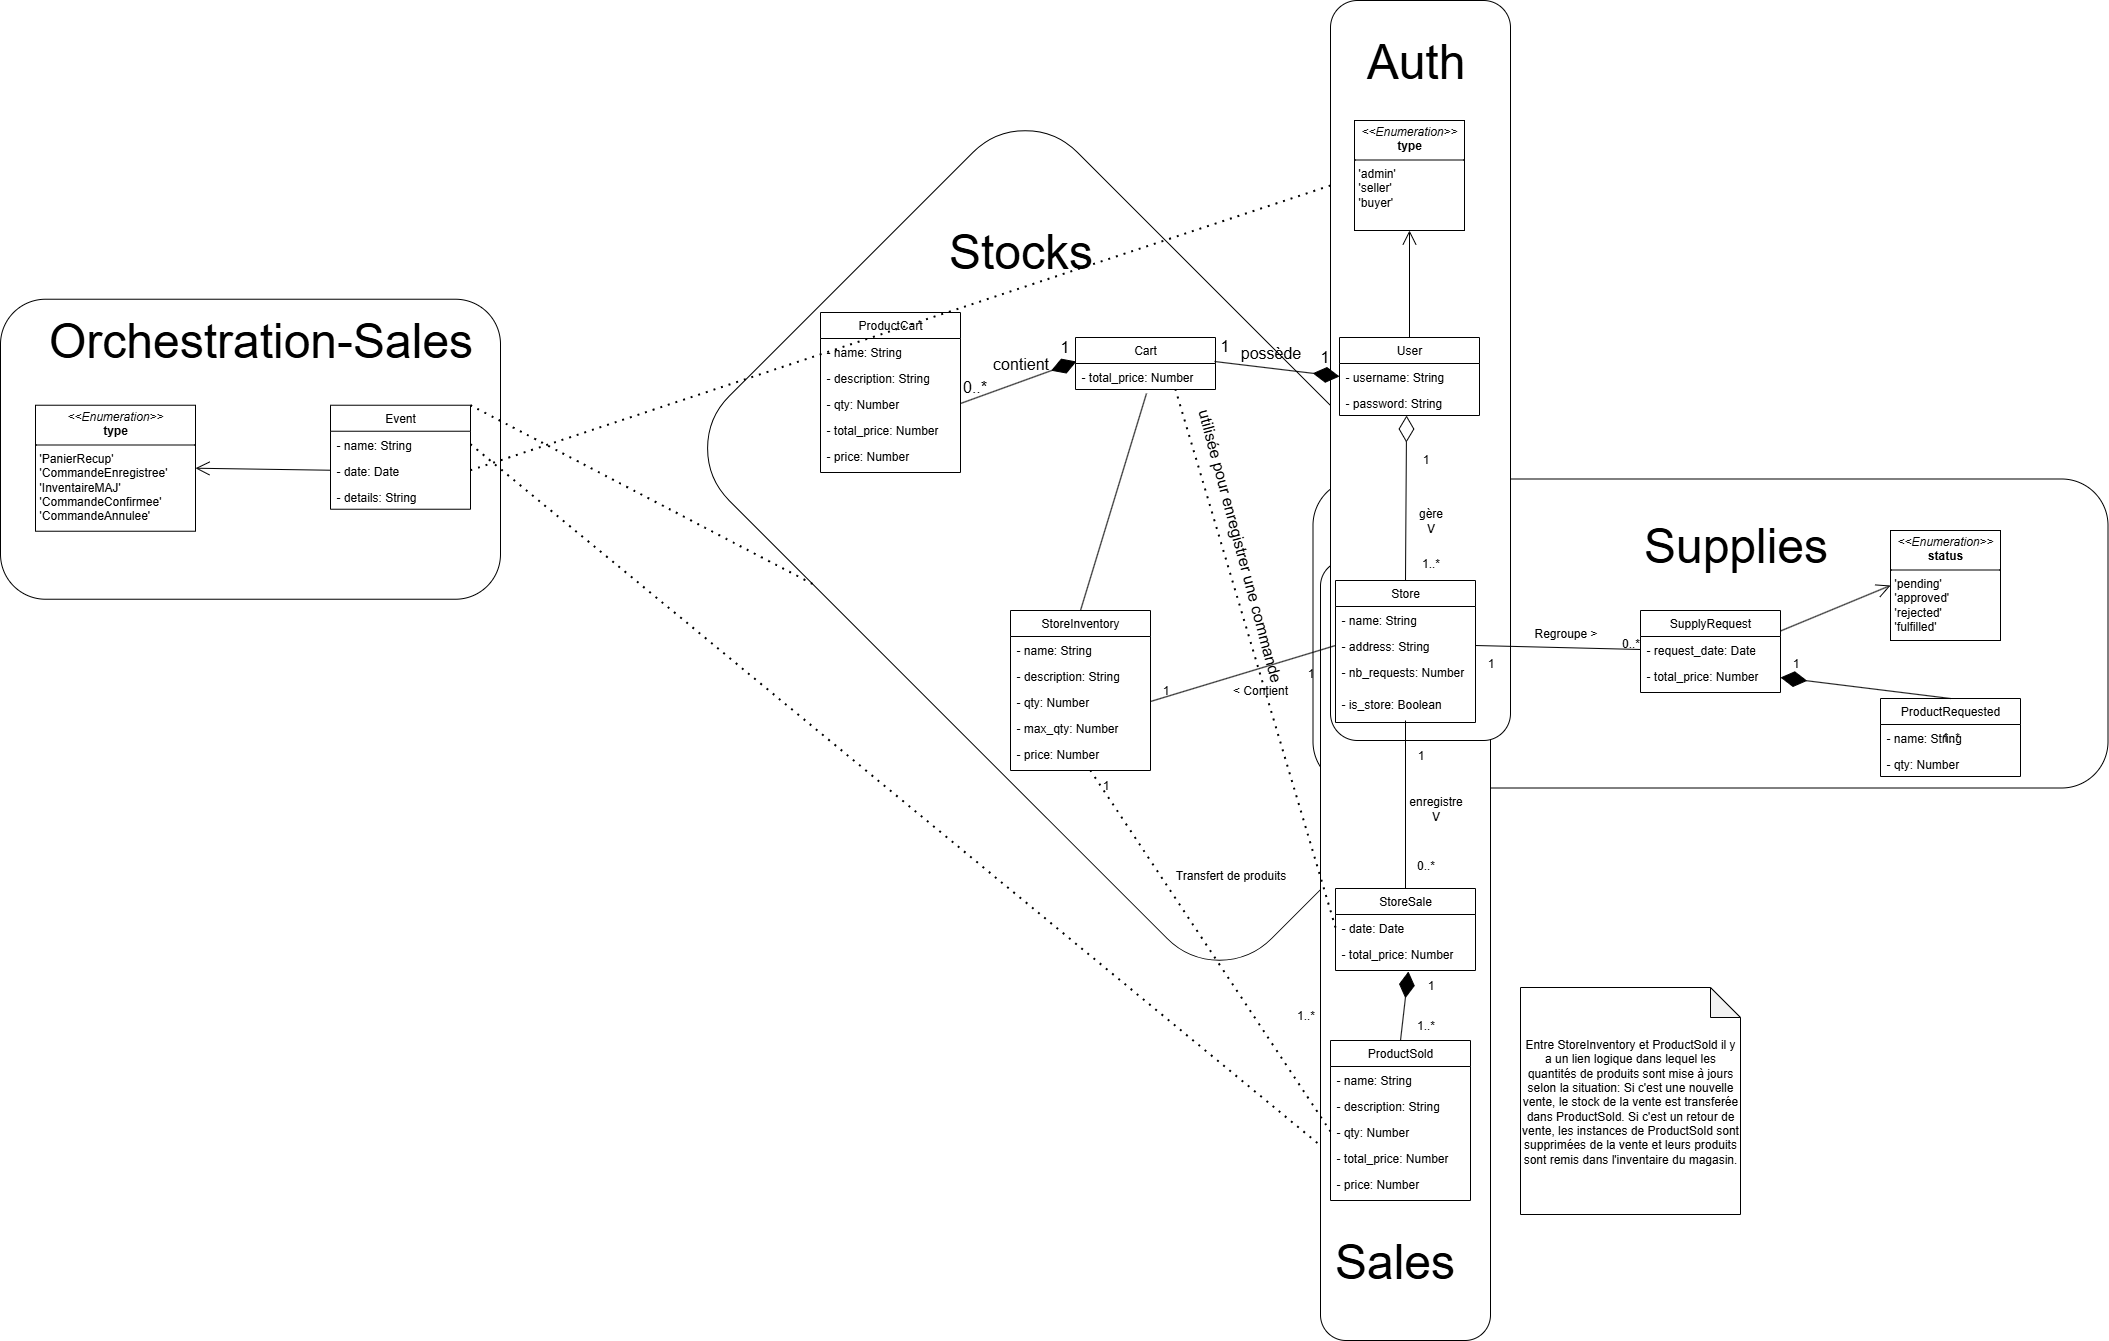 Auth
<<Enumeration>>
type
'admin'
'seller'
'buyer'
Stocks
Orchestration-Sales
<<Enumeration>>
type
'PanierRecup'
'CommandeEnregistree'
'InventaireMAJ'
'CommandeConfirmee'
'CommandeAnnulee'
Event
- name: String
- date: Date
- details: String
ProductCart
- name: String
- description: String
- qty: Number
- total_price: Number
- price: Number
contient
1
0..*
Cart
- total_price: Number
1
possède
1
User
- username: String
- password: String
utilisée pour enregistrer une commande
1
gère
V
1..*
Supplies
<<Enumeration>>
status
'pending'
'approved'
'rejected'
'fulfilled'
Store
- name: String
- address: String
- nb_requests: Number
- is_store: Boolean
StoreInventory
- name: String
- description: String
- qty: Number
- max_qty: Number
- price: Number
1
< Contient
1
Regroupe >
0..*
1
SupplyRequest
- request_date: Date
- total_price: Number
1
ProductRequested
- name: String
1..*
- qty: Number
1
enregistre
V
0..*
1
Transfert de produits
1..*
StoreSale
- date: Date
- total_price: Number
1
1..*
ProductSold
- name: String
- description: String
- qty: Number
- total_price: Number
- price: Number
Sales
Entre StoreInventory et ProductSold il y
a un lien logique dans lequel les
quantités de produits sont mise à jours
selon la situation: Si c'est une nouvelle
vente, le stock de la vente est transferée
dans ProductSold. Si c'est un retour de
vente, les instances de ProductSold sont
supprimées de la vente et leurs produits
sont remis dans l'inventaire du magasin.